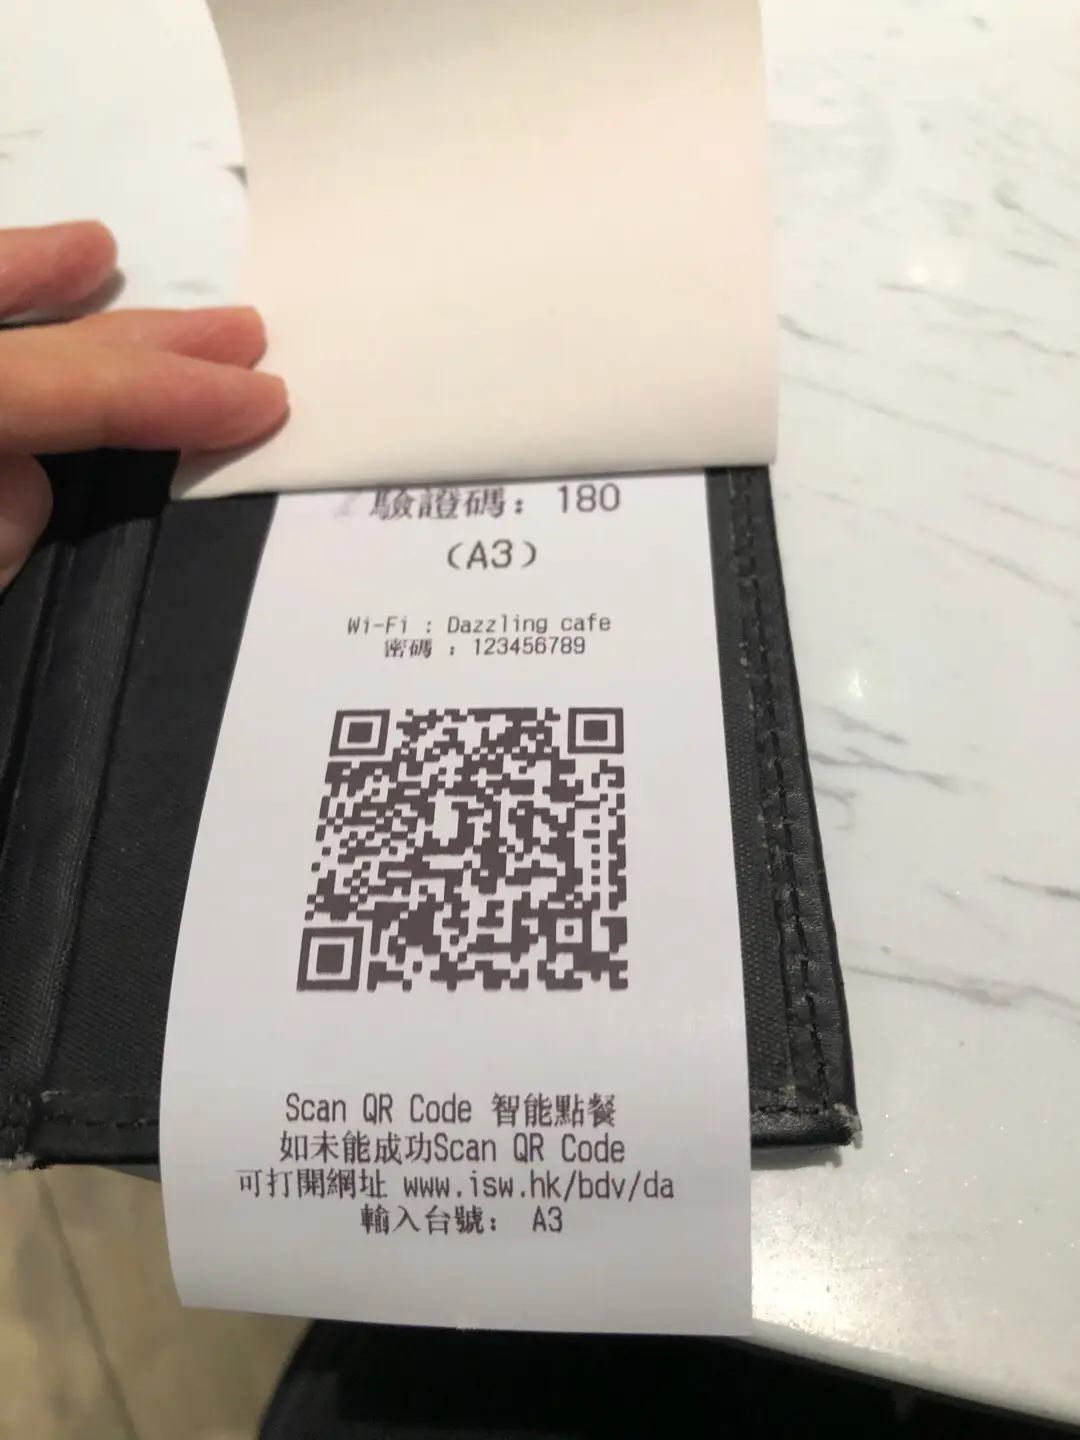 驗證碼： 180
(A3)
Wi-Fi : Dazzling cafe
密碼 : 123456789
Scan QR Code 智能點餐
如未能成功Scan QR Code
可打開網址 www.isw.hk/bdv/da
輸入台號： A3